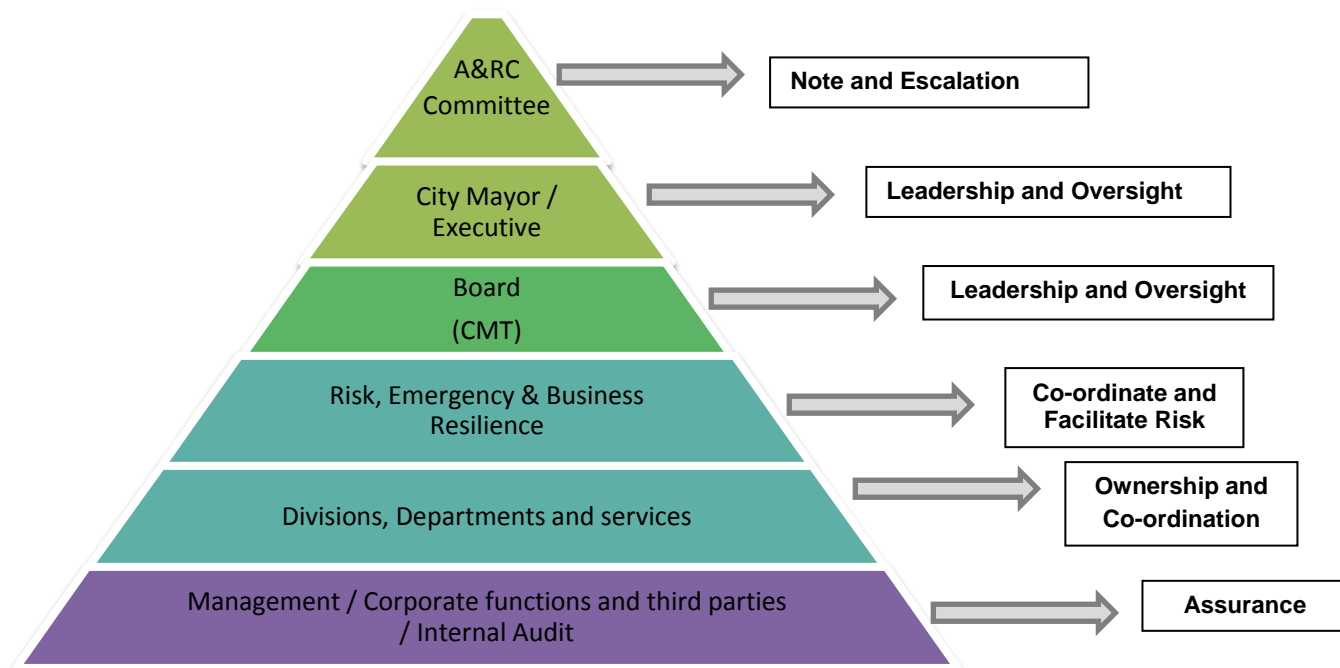 A&RC
Committee
Note and Escalation
City Mayor /
Executive
Leadership and Oversight
Board
(CMT)
Leadership and Oversight
Risk, Emergency & Business
Resilience
Co-ordinate and
Facilitate Risk
Divisions, Departments and services
Ownership and
Co-ordination
Management / Corporate functions and third parties
/ Internal Audit
Assurance